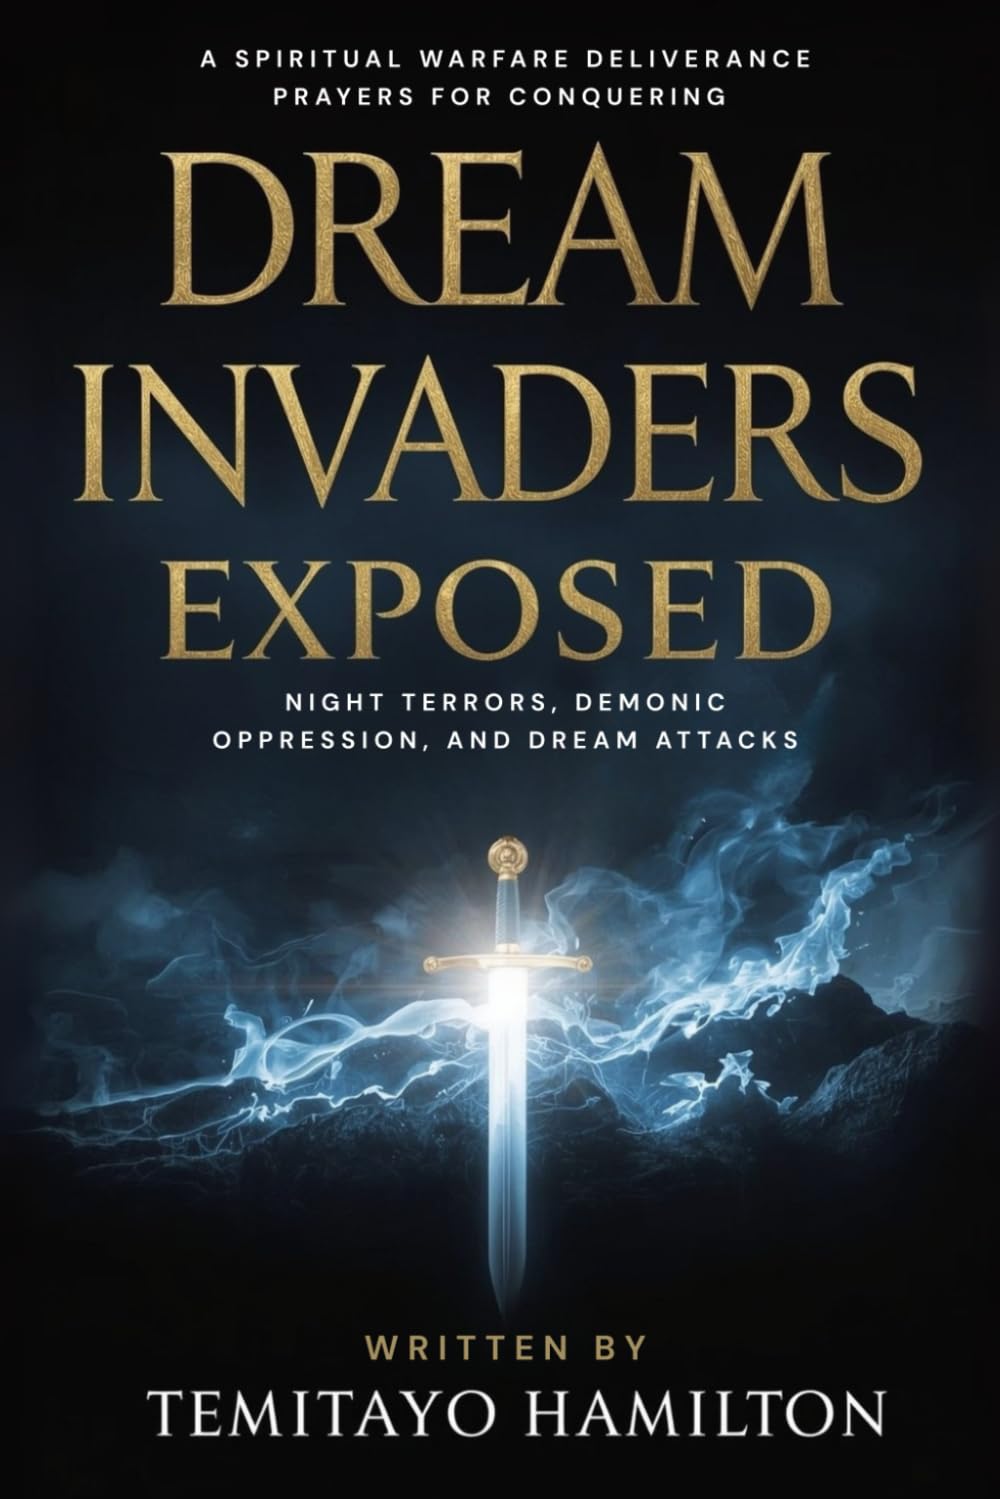 A SPIRITUAL WARFARE DELIVERANCE
PRAYERS FOR CONQUERING
DREAM
INVADERS
EXPOSED
NIGHT TERRORS, DEMONIC
OPPRESSION, AND DREAM ATTACKS
WRITTEN BY
TEMITAYO HAMILTON